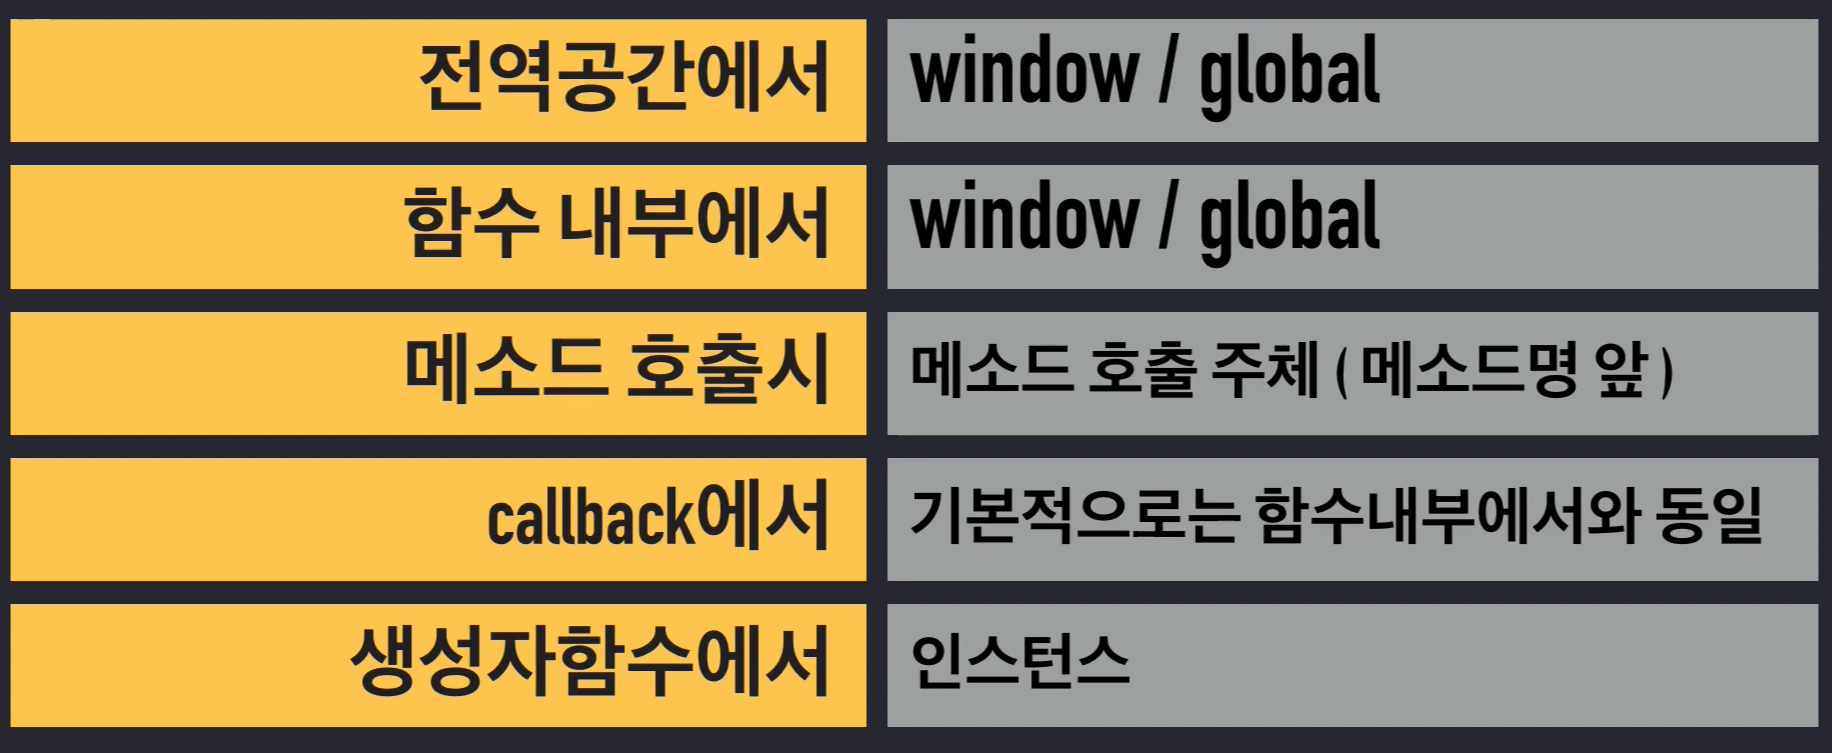 전역공간에서 window / global
함수 내부에서 window / global
메소드 호출시 메소드 호출 주체 ( 메소드명 앞 )
callback에서 기본적으로는 함수내부에서와 동일
생성자함수에서 인스턴스